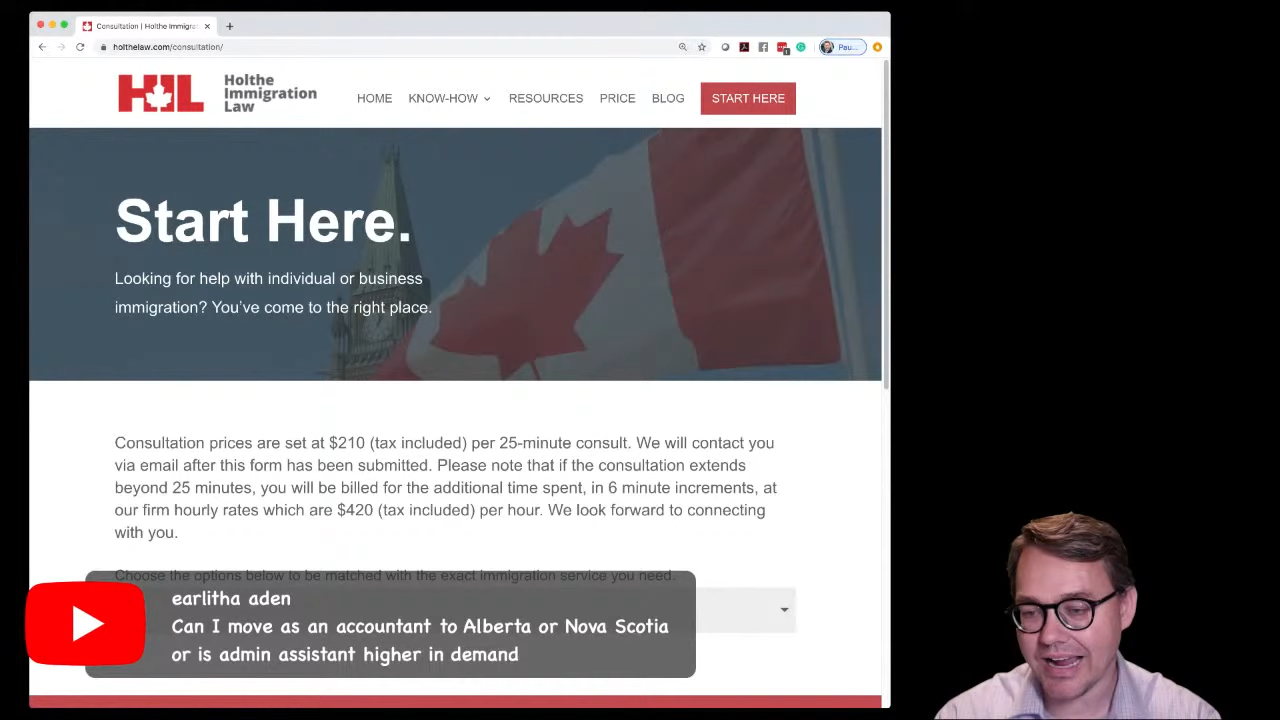 Consultation | Holthe Immigra
holthelaw.com/consultation/
Pau...
1
HL
Holthe
Immigration
Law
HOME
KNOW-HOW
RESOURCES
PRICE
BLOG
START HERE
Start Here.
Looking for help with individual or business
immigration? You've come to the right place.
Consultation prices are set at $210 (tax included) per 25-minute consult. We will contact you
via email after this form has been submitted. Please note that if the consultation extends
beyond 25 minutes, you will be billed for the additional time spent, in 6 minute increments, at
our firm hourly rates which are $420 (tax included) per hour. We look forward to connecting
with you.
Choose the options below to be matched with the exact immigration service you need.
earlitha aden
Can I move as an accountant to Alberta or Nova Scotia
or is admin assistant higher in demand